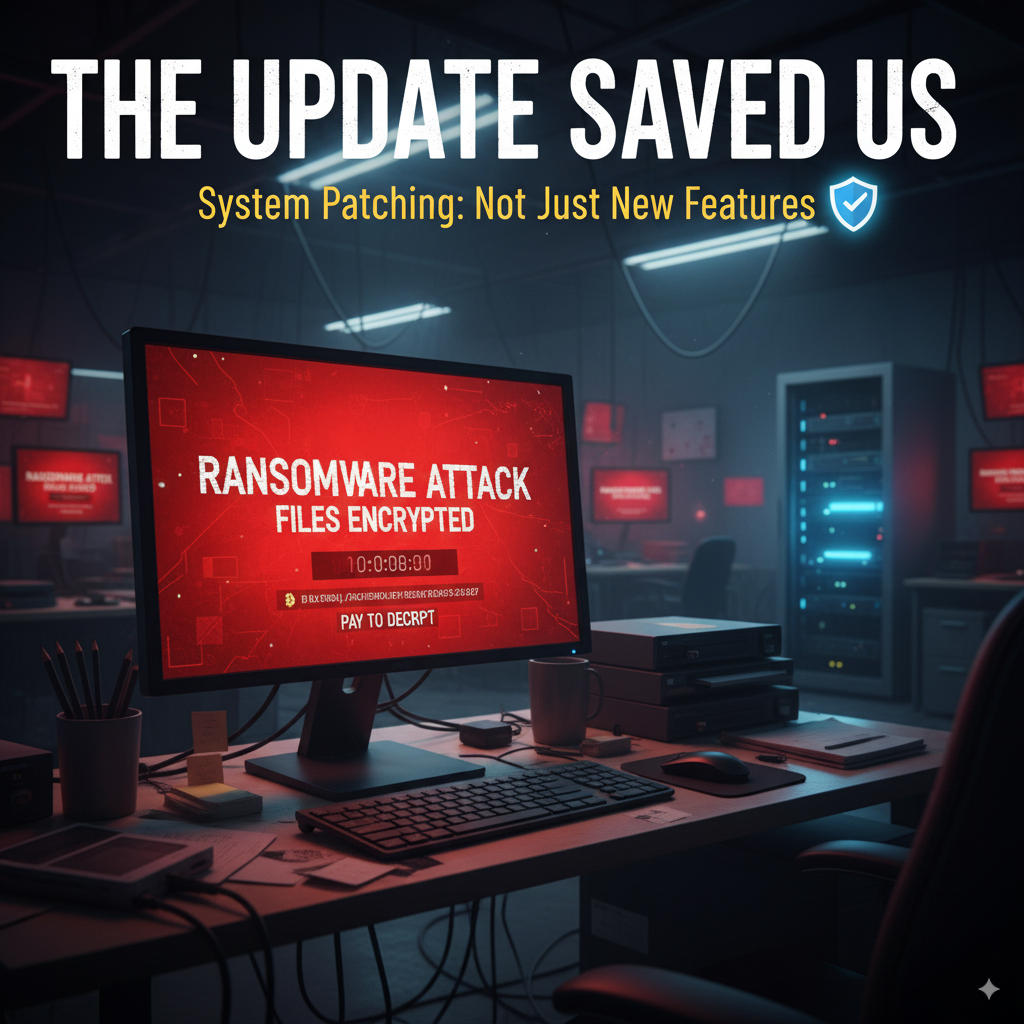 THE UPDATE SAVED US
System Patching: Not Just New Features
RANSOMWARE ATTACK
FILES ENCRYPTED
10:0:08:00
PAY TO DECRPT